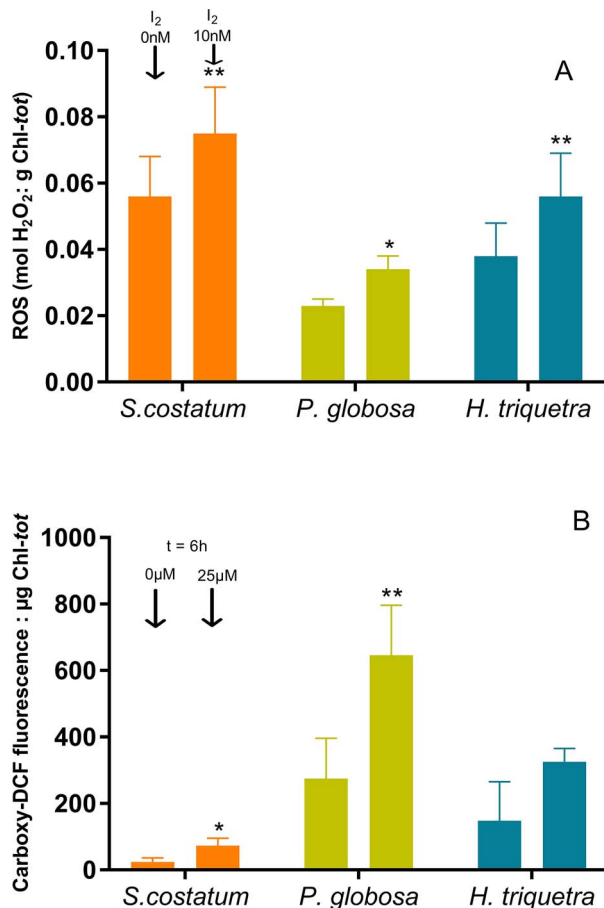 I₂ I₂
0nM 10nM
A
ROS (mol H₂O₂: g Chl-tot)
0.10
0.08
0.06
0.04
0.02
0.00
**
*
**
S.costatum P. globosa H. triquetra
B
Carboxy-DCF fluorescence : µg Chl-tot
1000
800
600
400
200
0
t = 6h
0µM 25µM
*
**
S.costatum P. globosa H. triquetra